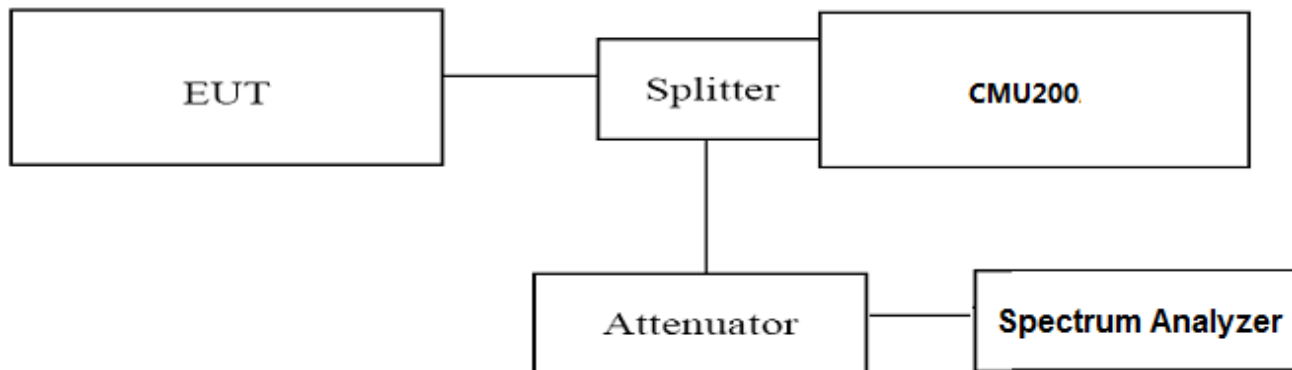 EUT
Splitter
CMU200
Attenuator
Spectrum Analyzer